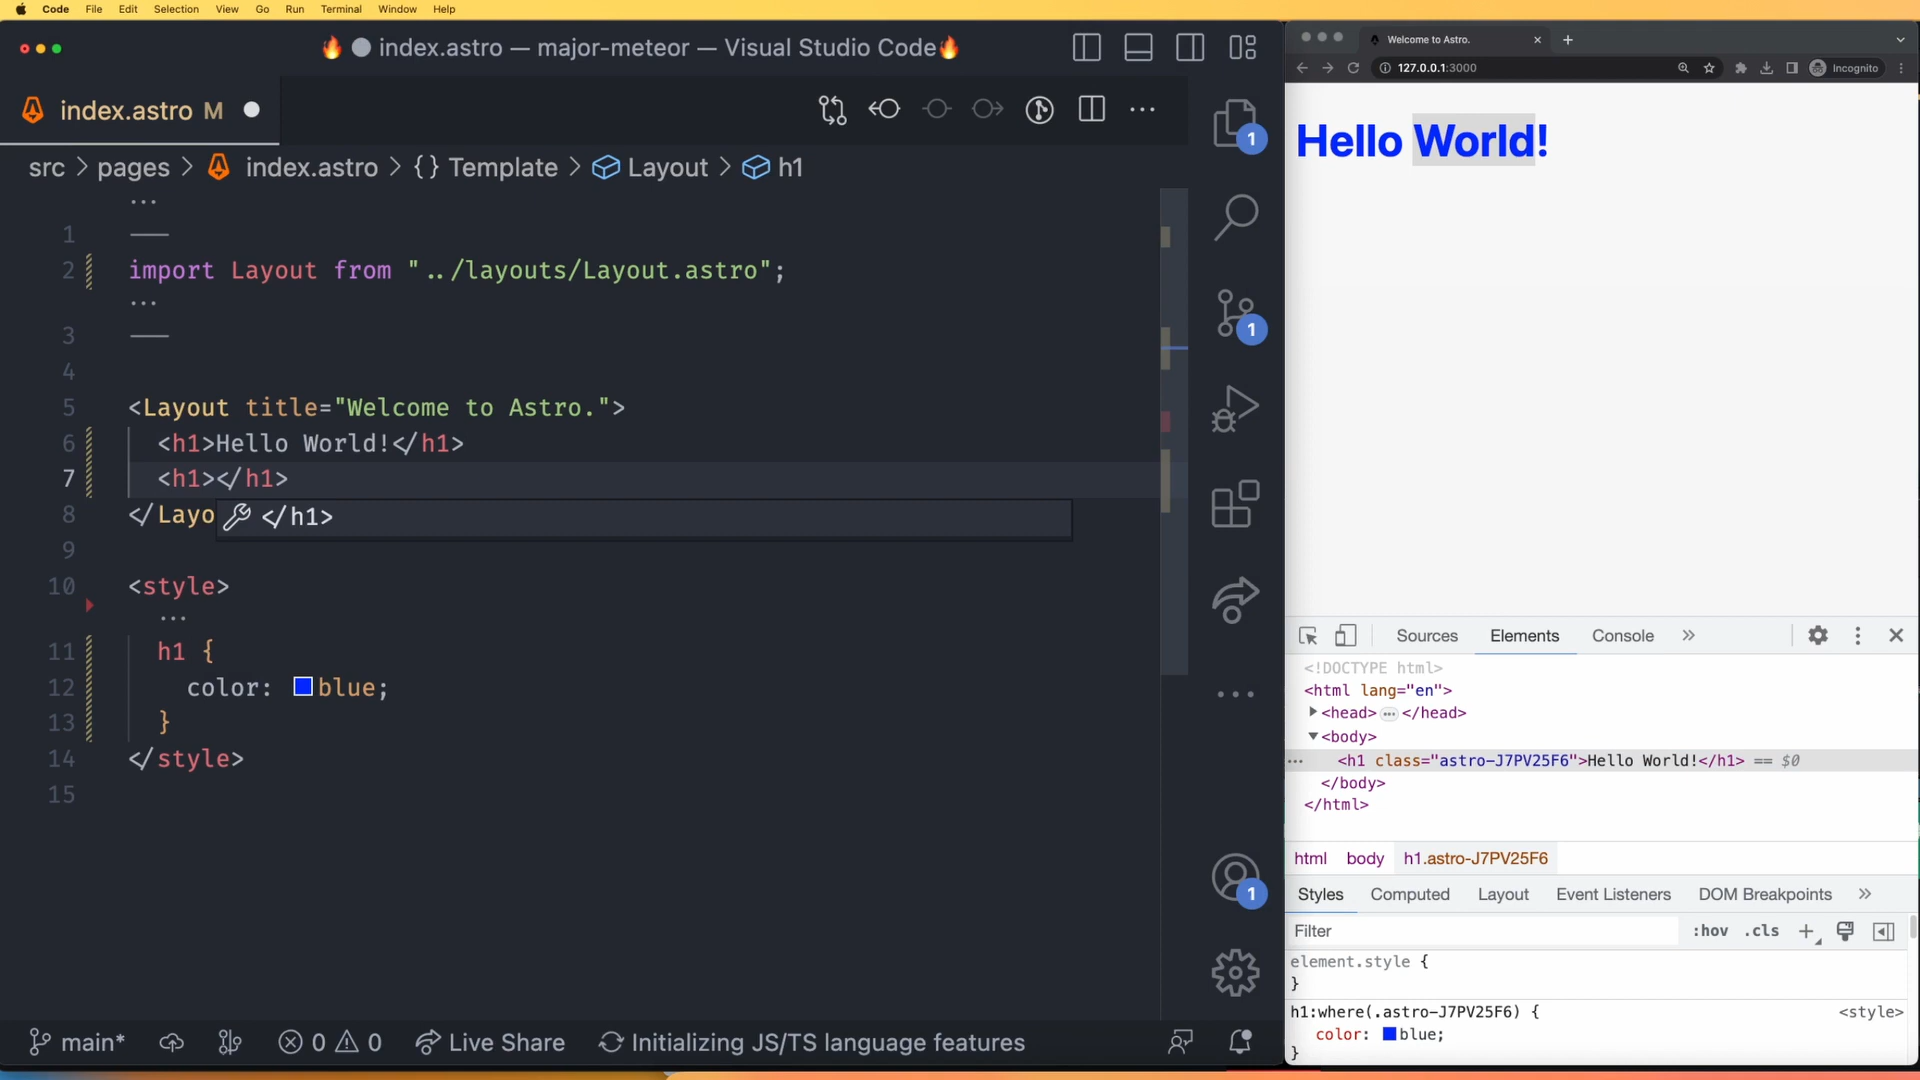 Code File Edit Selection View Go Run Terminal Window Help
index.astro — major-meteor — Visual Studio Code
index.astro M
src > pages > index.astro > {} Template > Layout > h1
1 ---
2 import Layout from "../layouts/Layout.astro";
3 ---
4
5 <Layout title="Welcome to Astro.">
6 <h1>Hello World!</h1>
7 <h1></h1>
8 </Layo
</h1>
9
10 <style>
11 h1 {
12 color: blue;
13 }
14 </style>
15
1
1
1
main* 0 0 Live Share Initializing JS/TS language features
Welcome to Astro.
127.0.0.1:3000 Incognito
Hello World!
Sources Elements Console
<!DOCTYPE html>
<html lang="en">
<head> … </head>
<body>
<h1 class="astro-J7PV25F6">Hello World!</h1> == $0
</body>
</html>
html body h1.astro-J7PV25F6
Styles Computed Layout Event Listeners DOM Breakpoints
Filter :hov .cls
element.style {
}
h1:where(.astro-J7PV25F6) { <style>
color: blue;
}